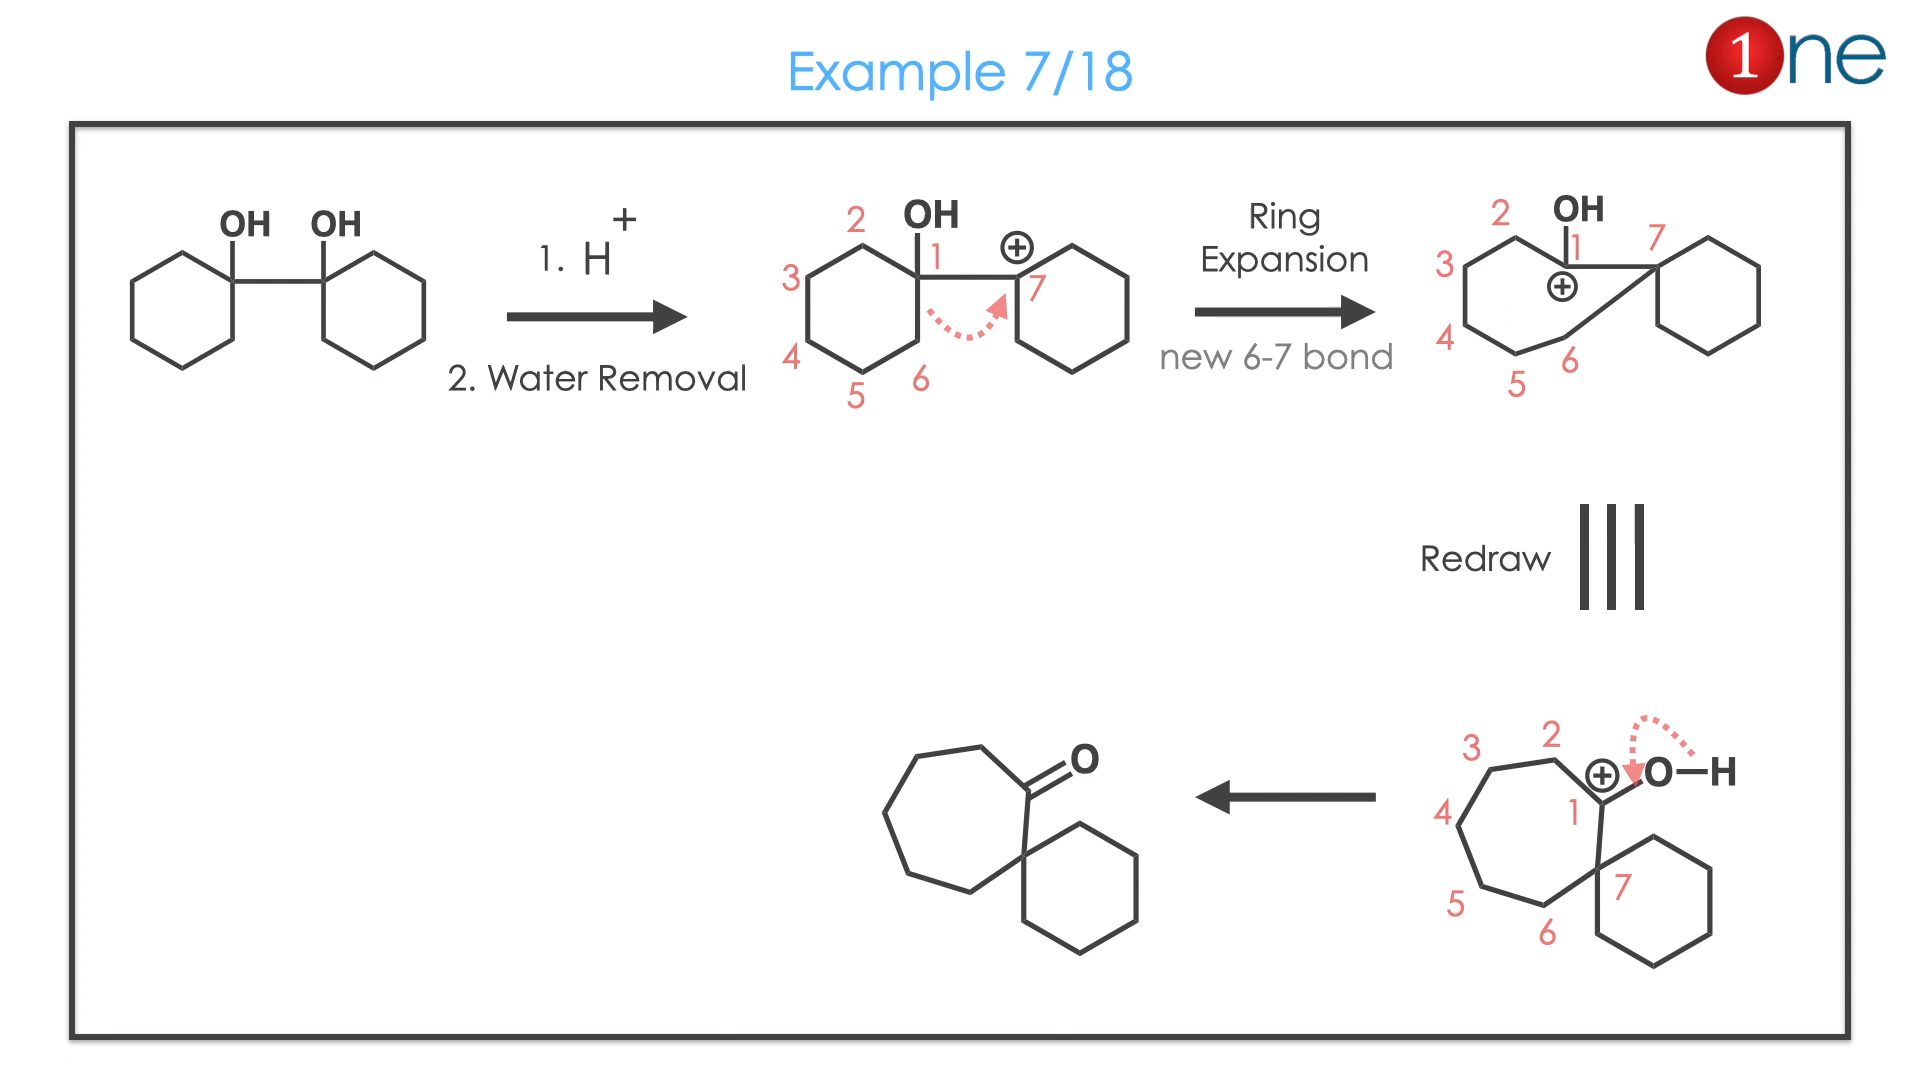 Example 7/18
1ne
OH OH
1. H+
2. Water Removal
OH
1
2
3
4
5
6
7
+
Ring
Expansion
new 6-7 bond
OH
1
2
3
4
5
6
7
+
Redraw
O
3
2
+
O—H
1
4
5
6
7